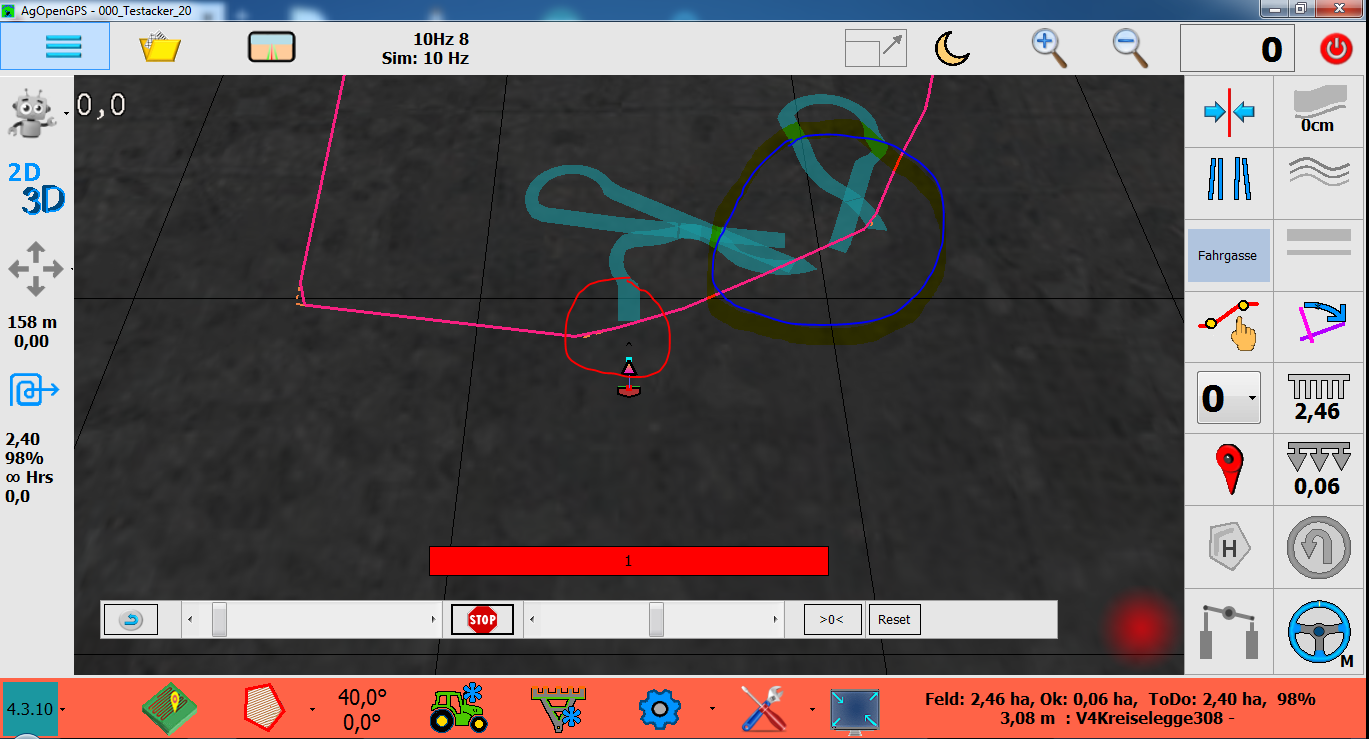 AgOpenGPS - 000_Testacker_20
10Hz 8
Sim: 10 Hz
0
0,0
2D
3D
158 m
0,00
2,40
98%
∞ Hrs
0,0
0cm
Fahrgasse
0
2,46
0,06
H
M
1
STOP
>0<
Reset
4.3.10
40,0°
0,0°
Feld: 2,46 ha, Ok: 0,06 ha, ToDo: 2,40 ha, 98%
3,08 m : V4Kreiselegge308 -